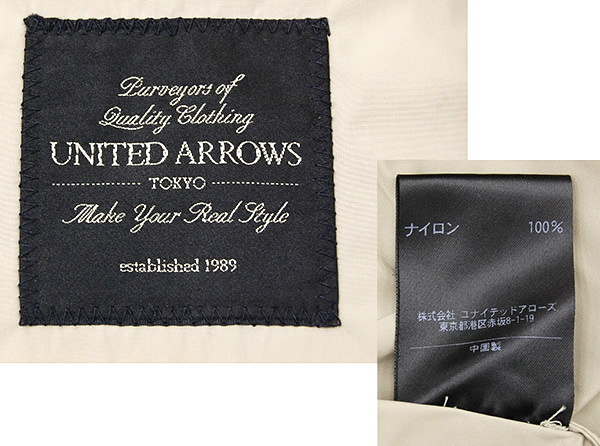 Purveyors of
Quality Clothing
UNITED ARROWS
TOKYO
Make Your Real Style
established 1989
ナイロン 100%
株式会社 ユナイテッドアローズ
東京都港区赤坂8-1-19
中国製